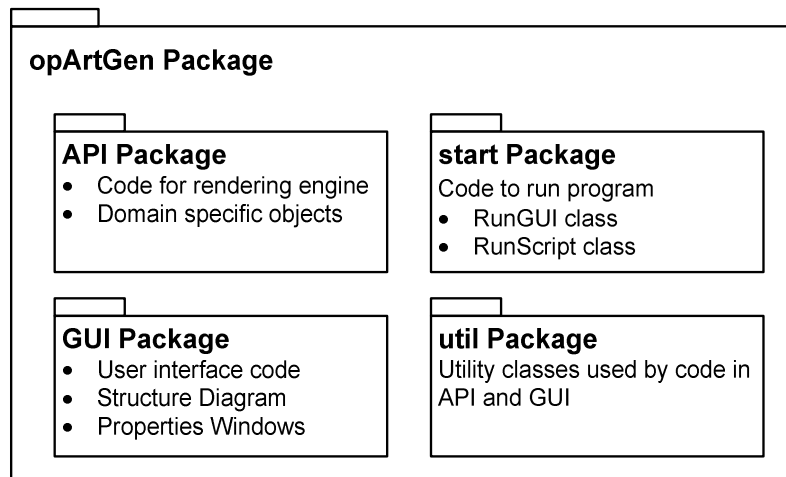 opArtGen Package
API Package
• Code for rendering engine
• Domain specific objects
start Package
Code to run program
• RunGUI class
• RunScript class
GUI Package
• User interface code
• Structure Diagram
• Properties Windows
util Package
Utility classes used by code in
API and GUI